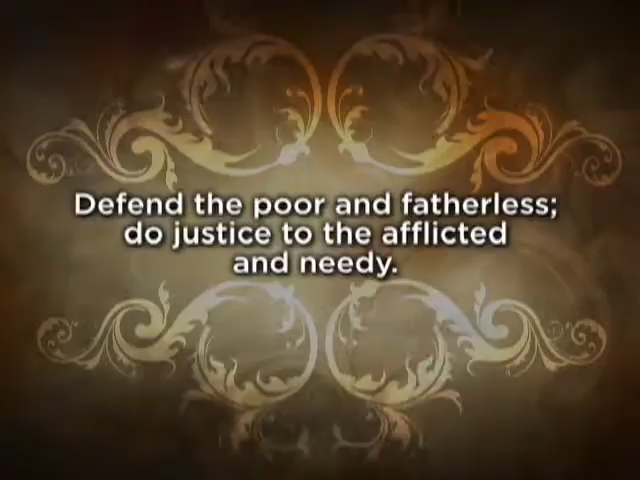 Defend the poor and fatherless;
do justice to the afflicted
and needy.